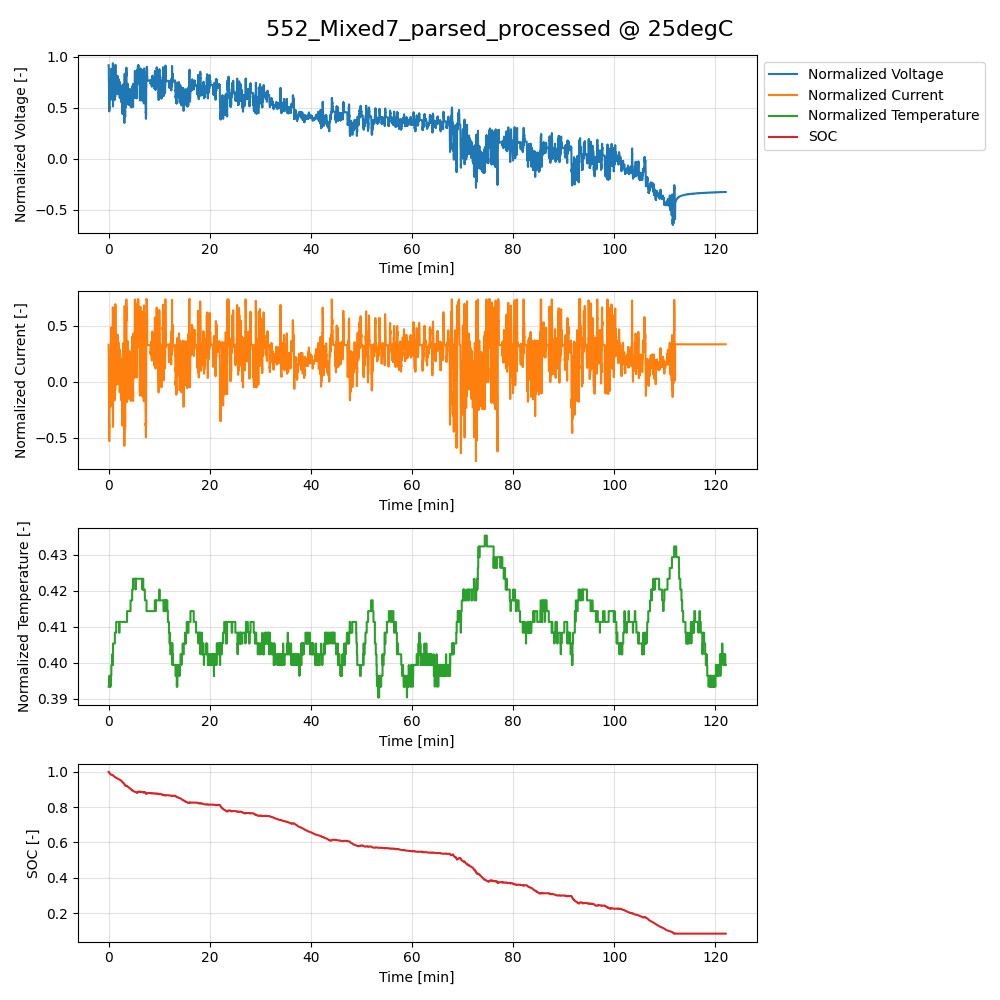 552_Mixed7_parsed_processed @ 25degC
Normalized Voltage [-]
1.0
0.5
0.0
−0.5
0 20 40 60 80 100 120
Time [min]
Normalized Voltage
Normalized Current
Normalized Temperature
SOC
Normalized Current [-]
0.5
0.0
−0.5
0 20 40 60 80 100 120
Time [min]
Normalized Temperature [-]
0.43
0.42
0.41
0.40
0.39
0 20 40 60 80 100 120
Time [min]
SOC [-]
1.0
0.8
0.6
0.4
0.2
0 20 40 60 80 100 120
Time [min]